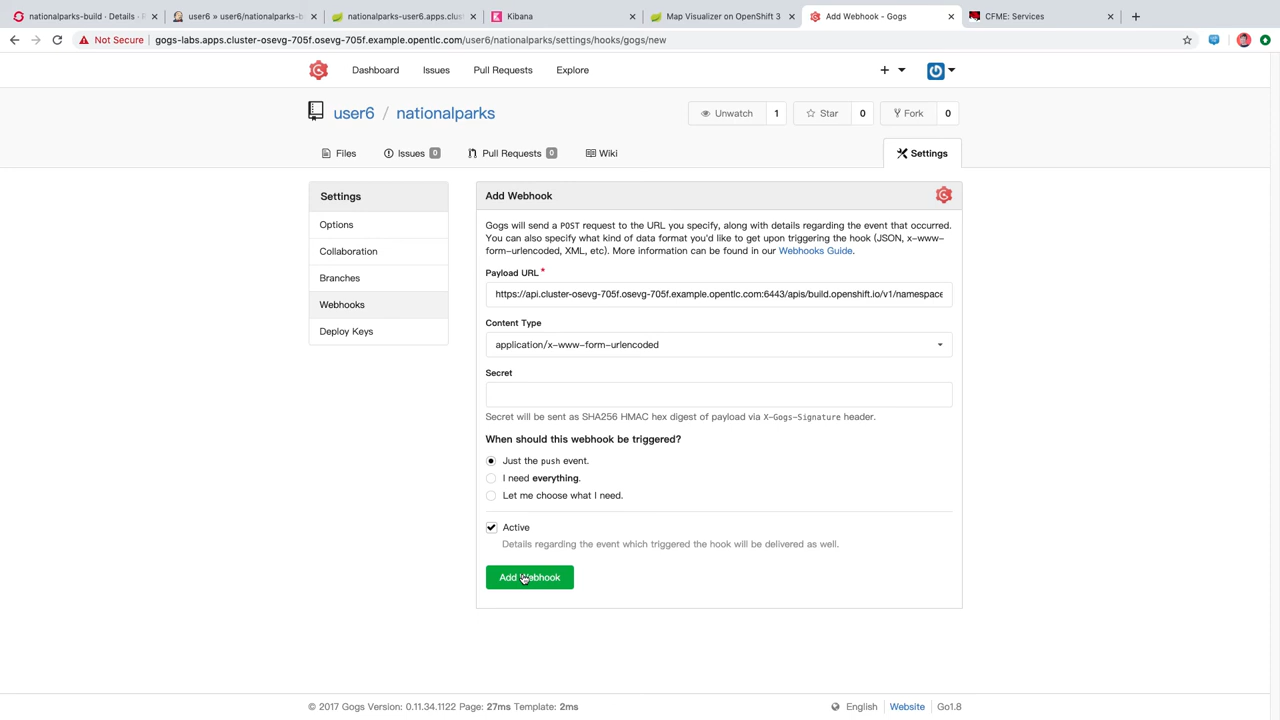 nationalparks-build · Details · R
user6 » user6/nationalparks-b
nationalparks-user6.apps.clus
Kibana
Map Visualizer on OpenShift 3
Add Webhook - Gogs
CFME: Services
Not Secure
gogs-labs.apps.cluster-osevg-705f.osevg-705f.example.opentlc.com/user6/nationalparks/settings/hooks/gogs/new
Dashboard
Issues
Pull Requests
Explore
user6 / nationalparks
Unwatch 1
Star 0
Fork 0
Files
Issues 0
Pull Requests 0
Wiki
Settings
Settings
Options
Collaboration
Branches
Webhooks
Deploy Keys
Add Webhook
Gogs will send a POST request to the URL you specify, along with details regarding the event that occurred.
You can also specify what kind of data format you'd like to get upon triggering the hook (JSON, x-www-
form-urlencoded, XML, etc). More information can be found in our Webhooks Guide.
Payload URL *
https://api.cluster-osevg-705f.osevg-705f.example.opentlc.com:6443/apis/build.openshift.io/v1/namespace
Content Type
application/x-www-form-urlencoded
Secret
Secret will be sent as SHA256 HMAC hex digest of payload via X-Gogs-Signature header.
When should this webhook be triggered?
Just the push event.
I need everything.
Let me choose what I need.
Active
Details regarding the event which triggered the hook will be delivered as well.
Add Webhook
© 2017 Gogs Version: 0.11.34.1122 Page: 27ms Template: 2ms
English
Website
Go1.8